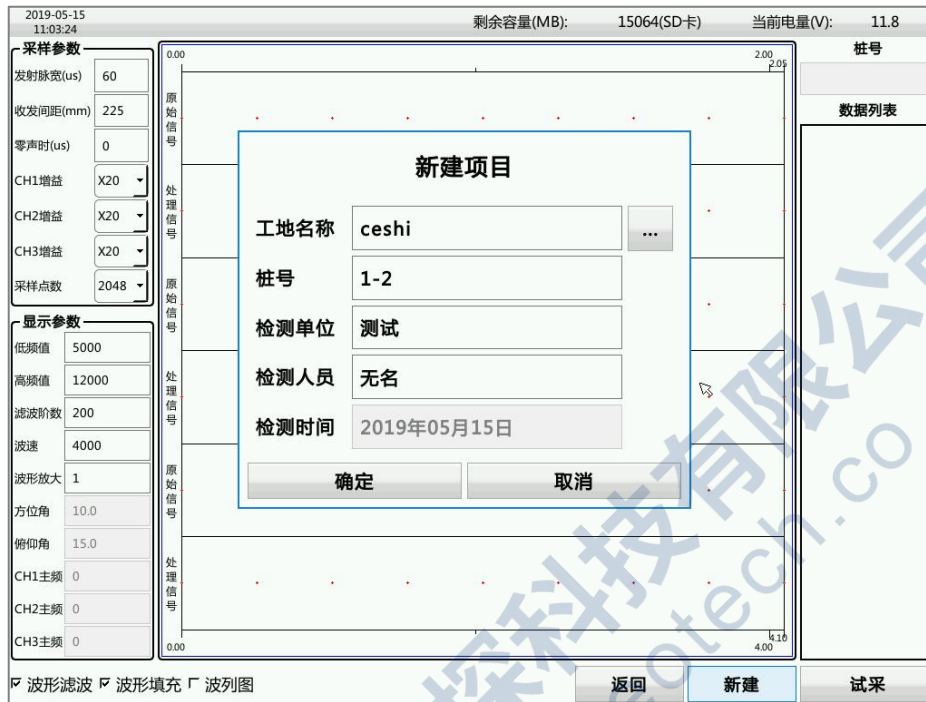 2019-05-15
11:03:24
剩余容量(MB): 15064(SD卡) 当前电量(V): 11.8
采样参数
发射脉宽(us) 60
收发间距(mm) 225
零声时(us) 0
CH1增益 X20
CH2增益 X20
CH3增益 X20
采样点数 2048
显示参数
低频值 5000
高频值 12000
滤波阶数 200
波速 4000
波形放大 1
方位角 10.0
俯仰角 15.0
CH1主频 0
CH2主频 0
CH3主频 0
0.00 2.00
2.05
原始信号
处理信号
原始信号
处理信号
原始信号
处理信号
4.10
0.00 4.00
新建项目
工地名称 ceshi ...
桩号 1-2
检测单位 测试
检测人员 无名
检测时间 2019年05月15日
确定 取消
桩号
数据列表
波形滤波 波形填充 波列图
返回 新建 试采
探科技有限公司
otech.co